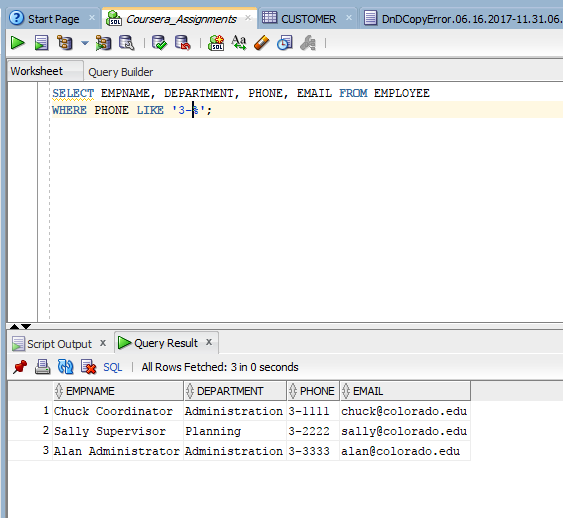 Start Page Coursera_Assignments CUSTOMER DnDCopyError.06.16.2017-11.31.06.
SQL Aa
Worksheet Query Builder
SELECT EMPNAME, DEPARTMENT, PHONE, EMAIL FROM EMPLOYEE
WHERE PHONE LIKE '3-%';
Script Output x Query Result x
SQL All Rows Fetched: 3 in 0 seconds
EMPNAME DEPARTMENT PHONE EMAIL
1 Chuck Coordinator Administration 3-1111 chuck@colorado.edu
2 Sally Supervisor Planning 3-2222 sally@colorado.edu
3 Alan Administrator Administration 3-3333 alan@colorado.edu